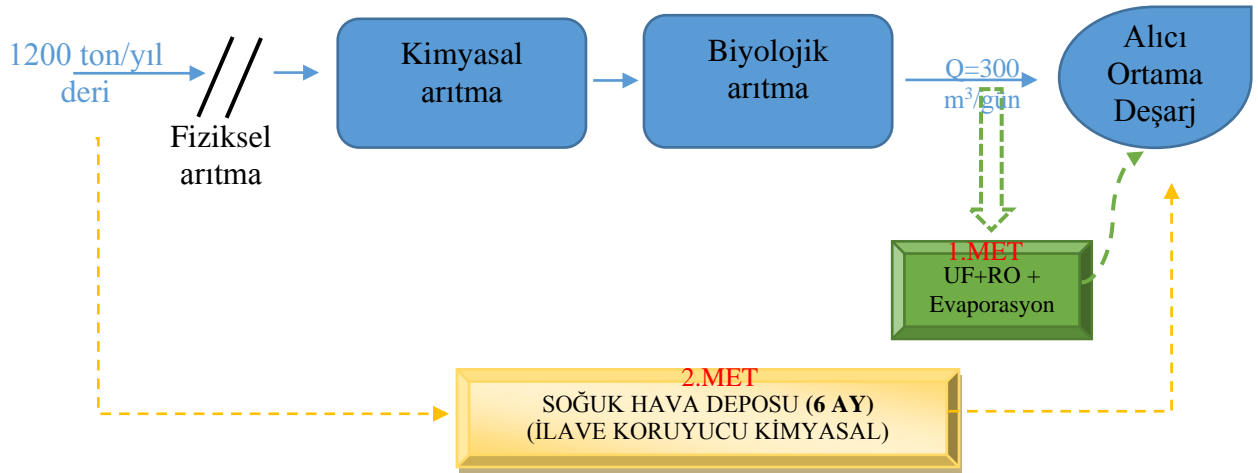 1200 ton/yıl
deri
Fiziksel
arıtma
Kimyasal
arıtma
Biyolojik
arıtma
Q=300
m³/gün
Alıcı
Ortama
Deşarj
1.MET
UF+RO +
Evaporasyon
2.MET
SOĞUK HAVA DEPOSU (6 AY)
(İLAVE KORUYUCU KİMYASAL)